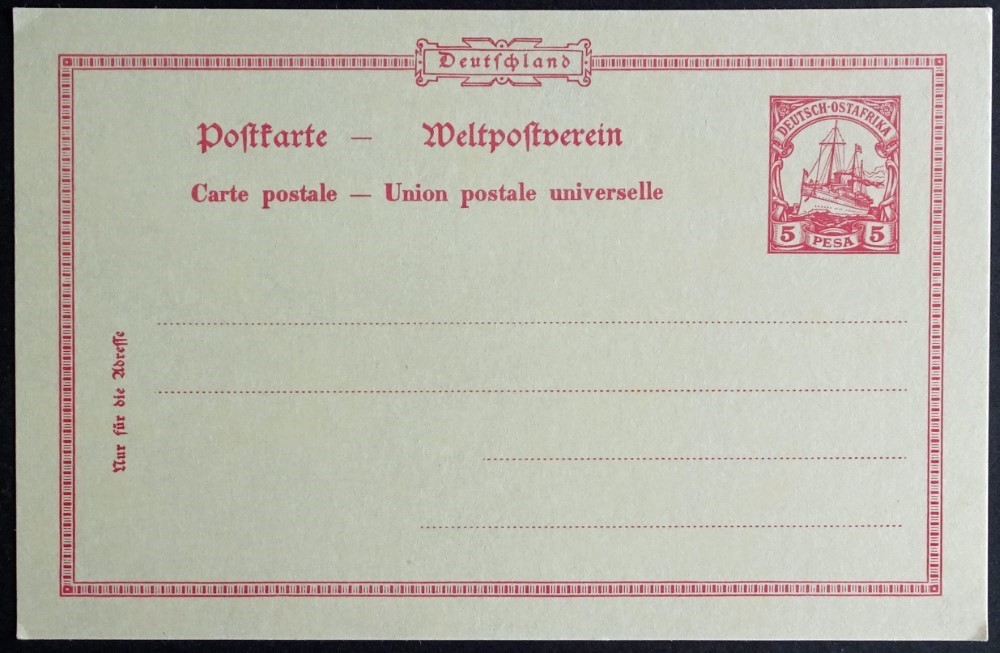 Deutschland
Postkarte — Weltpostverein
Carte postale — Union postale universelle
DEUTSCH-OSTAFRIKA
5 PESA 5
Nur für die Adresse